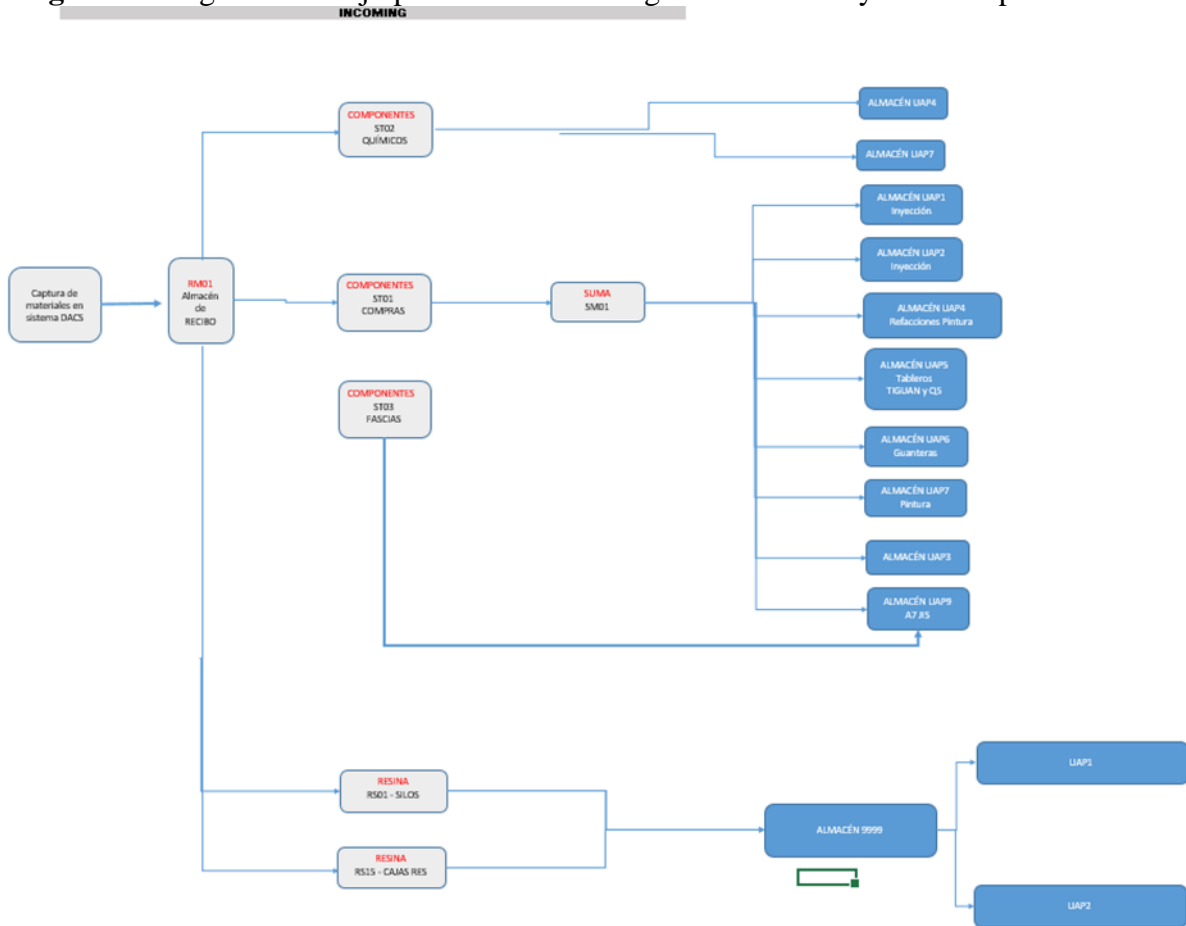 INCOMING
COMPONENTES
ST02
QUÍMICOS
ALMACÉN UAP4
ALMACÉN UAP7
ALMACÉN UAP1
Inyección
ALMACÉN UAP2
Inyección
Captura de
materiales en
sistema DACS
RM01
Almacén
de
RECIBO
COMPONENTES
ST01
COMPRAS
SUMA
SM01
ALMACÉN UAP4
Refacciones Pintura
ALMACÉN UAP5
Tableros
TIGUAN y Q5
COMPONENTES
ST03
FASCIAS
ALMACÉN UAP6
Guanteras
ALMACÉN UAP7
Pintura
ALMACÉN UAP3
ALMACÉN UAP9
A7 JIS
RESINA
RS01 - SILOS
RESINA
RS15 - CAJAS RES
ALMACÉN 9999
UAP1
UAP2